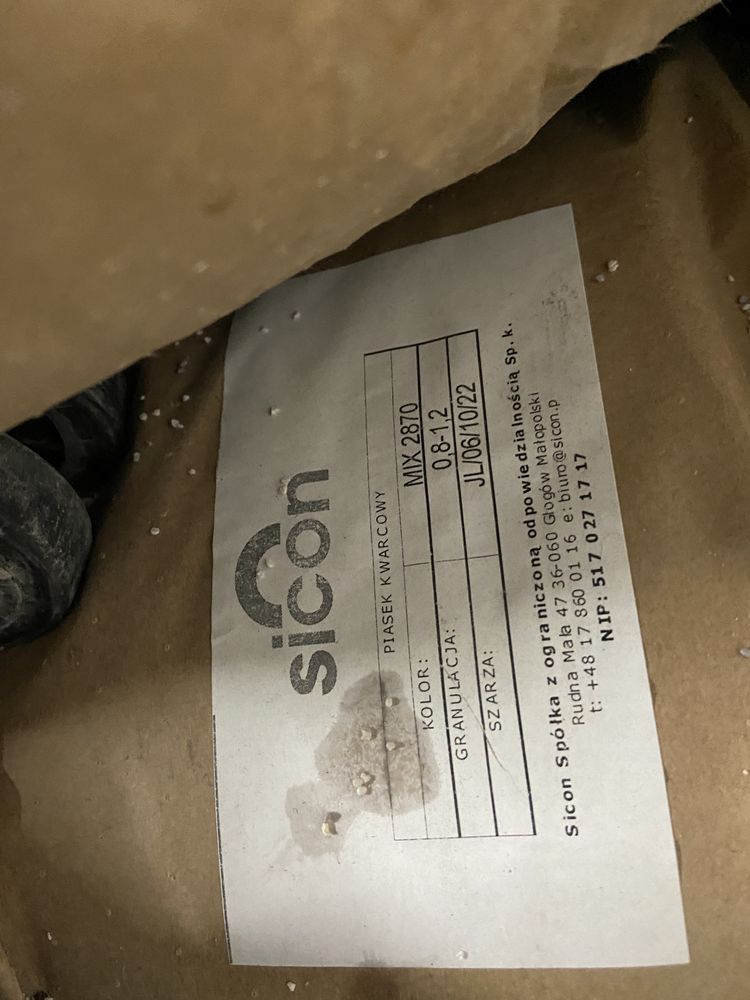 sicon
PIASEK KWARCOWY
KOLOR: MIX 2870
GRANULACJA: 0,8-1,2
SZARZA: JL/06/10/22
Sicon Spółka z ograniczoną odpowiedzialnością Sp. k.
Rudna Mała 47 36-060 Głogów Małopolski
t: +48 17 860 01 16 e: biuro@sicon.p
NIP: 517 027 17 17